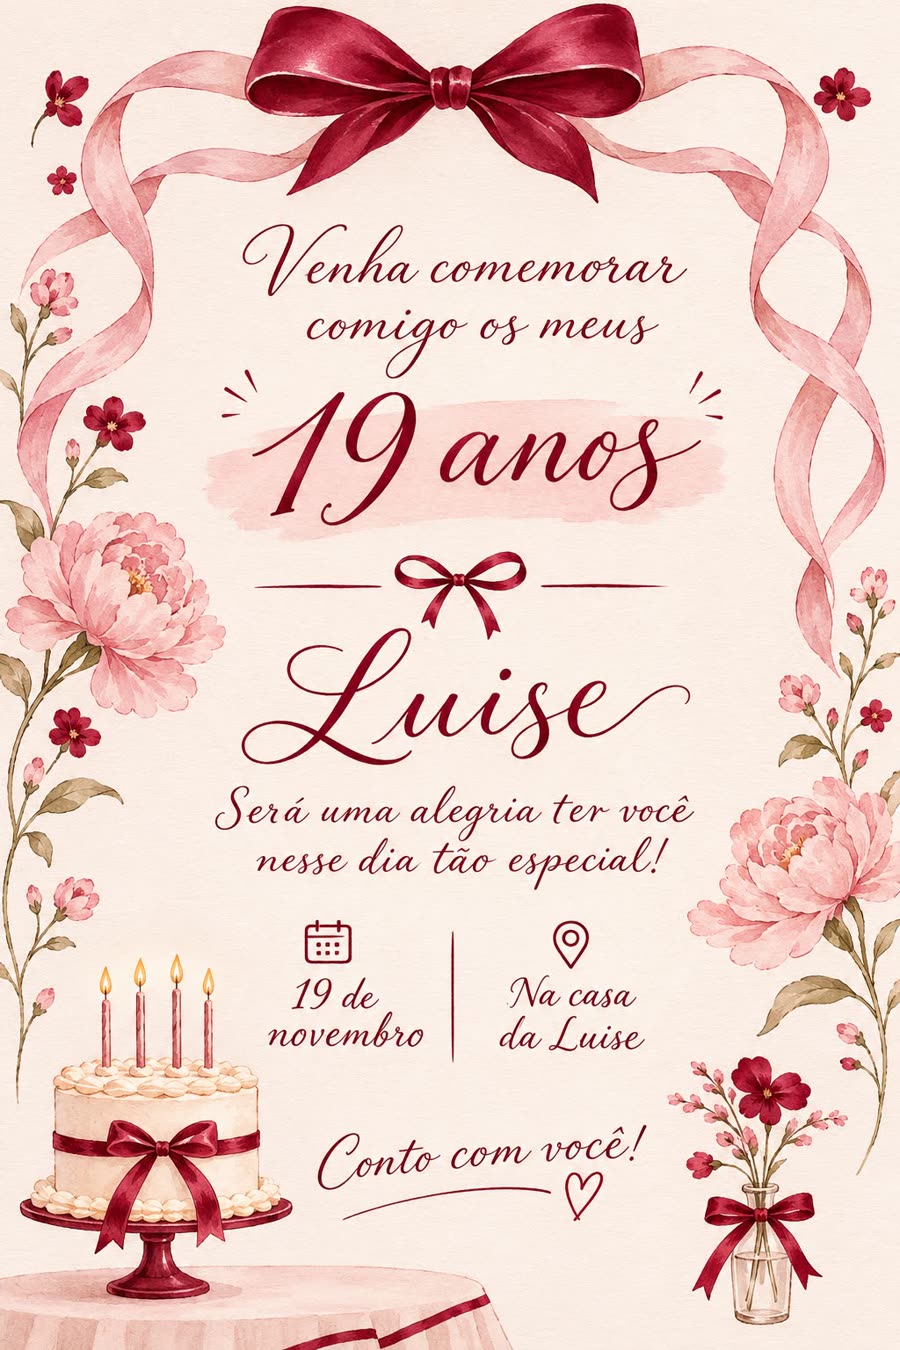 Venha comemorar
comigo os meus
19 anos
Luise
Será uma alegria ter você
nesse dia tão especial!
19 de
novembro
Na casa
da Luise
Conto com você!